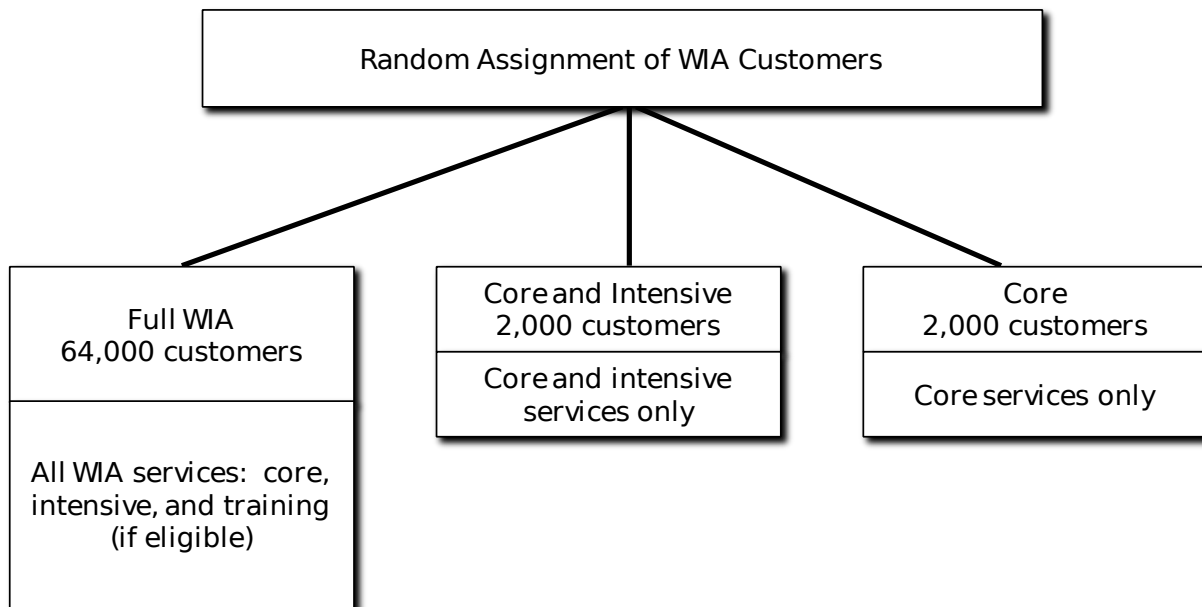 Random Assignment of WIA Customers
Full WIA
64,000 customers
All WIA services: core,
intensive, and training
(if eligible)
Core and Intensive
2,000 customers
Core and intensive
services only
Core
2,000 customers
Core services only